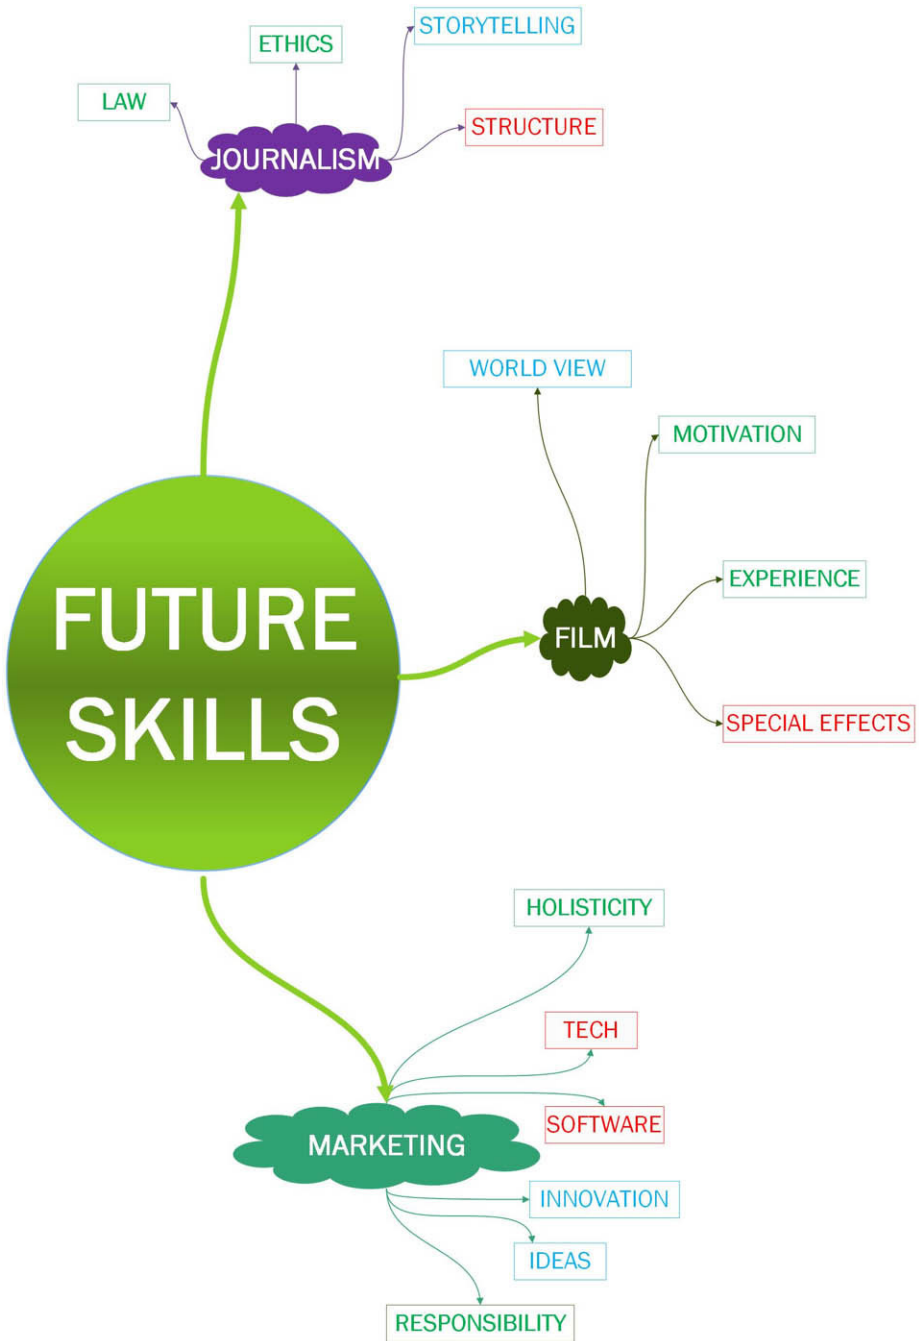 STORYTELLING
ETHICS
LAW
STRUCTURE
JOURNALISM
WORLD VIEW
MOTIVATION
EXPERIENCE
FUTURE
SKILLS
FILM
SPECIAL EFFECTS
HOLISTICITY
TECH
SOFTWARE
MARKETING
INNOVATION
IDEAS
RESPONSIBILITY